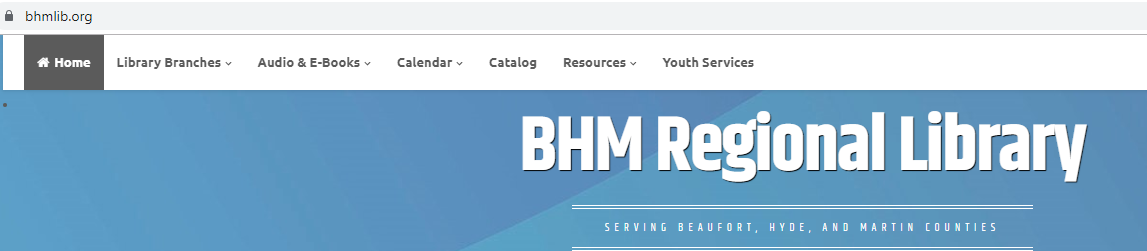 bhmlib.org
Home Library Branches Audio & E-Books Calendar Catalog Resources Youth Services
BHM Regional Library
SERVING BEAUFORT, HYDE, AND MARTIN COUNTIES